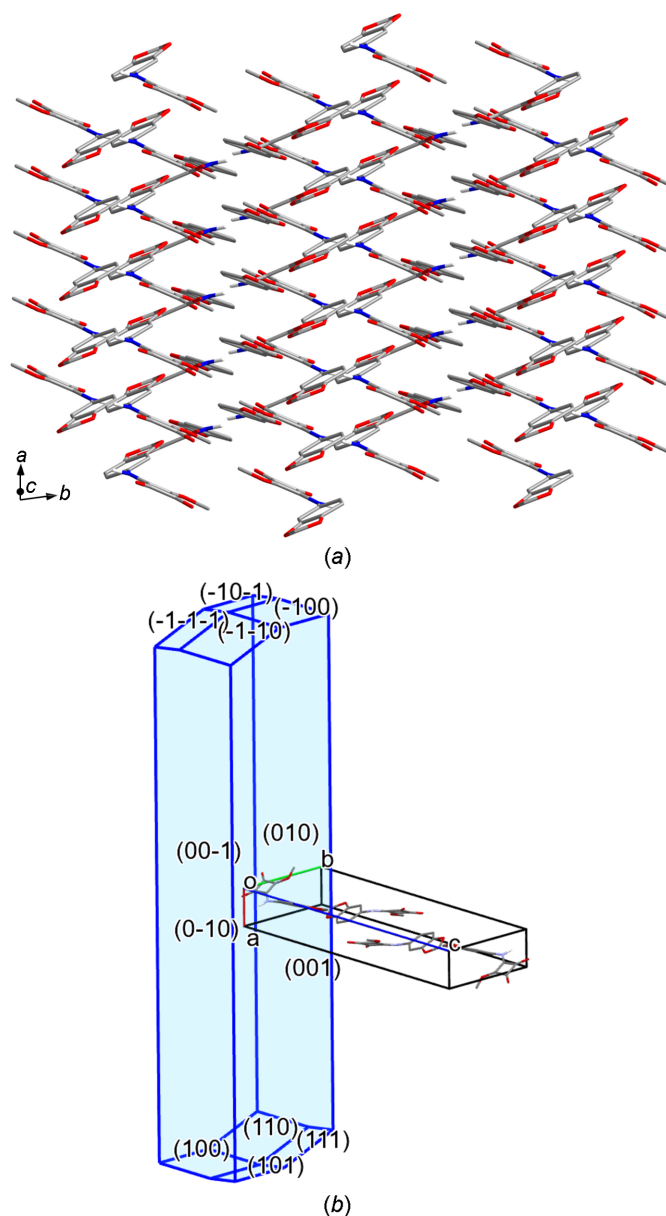 a
c
b
(a)
(-10-1)
(-100)
(-1-1-1)
(-1-10)
(00-1)
(010)
b
o
(0-10)
a
c
(001)
(110)
(111)
(100)
(101)
(b)